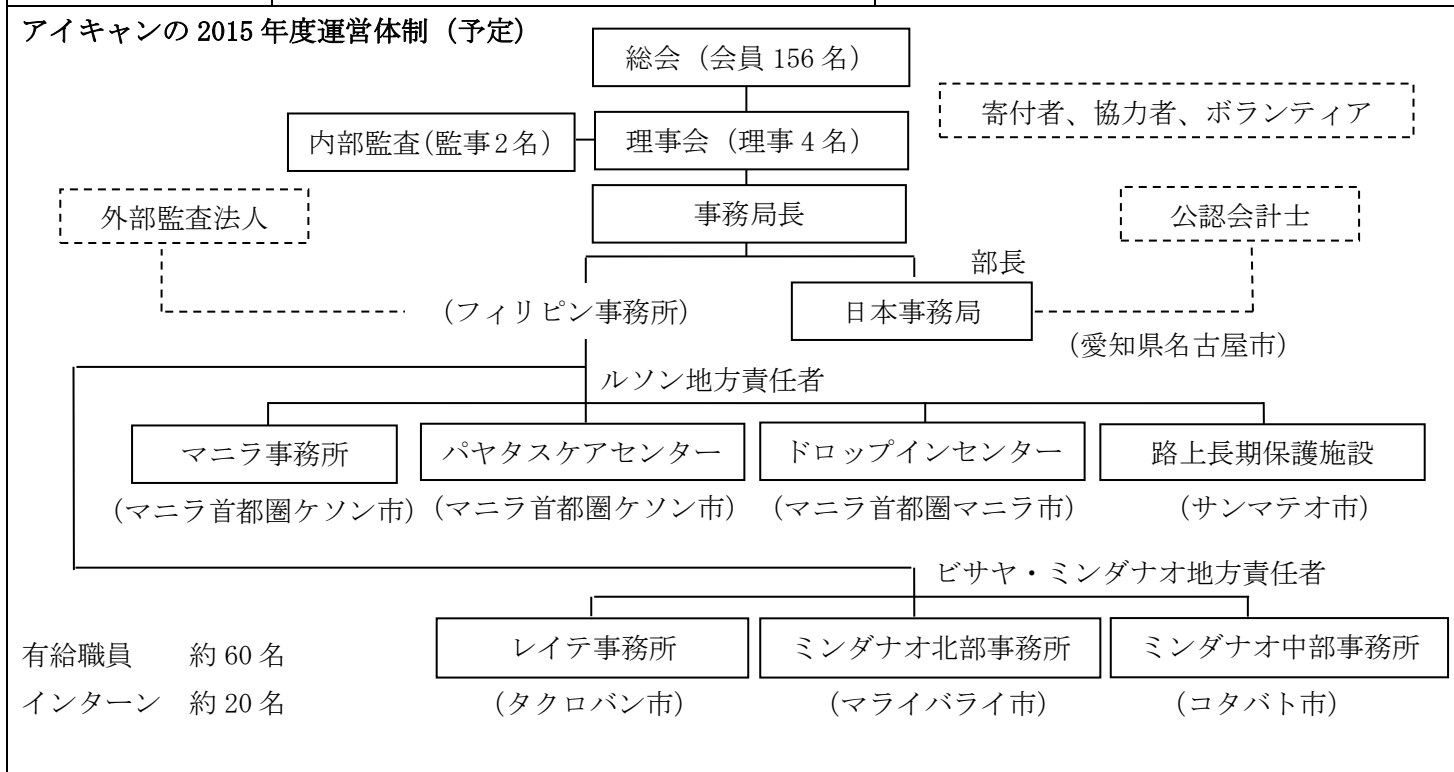 アイキャンの 2015 年度運営体制（予定）
総会（会員 156 名）
寄付者、協力者、ボランティア
内部監査(監事2名)
理事会（理事 4 名）
外部監査法人
事務局長
公認会計士
部長
（フィリピン事務所）
日本事務局
（愛知県名古屋市）
ルソン地方責任者
マニラ事務所
パヤタスケアセンター
ドロップインセンター
路上長期保護施設
（マニラ首都圏ケソン市）
（マニラ首都圏ケソン市）
（マニラ首都圏マニラ市）
（サンマテオ市）
ビサヤ・ミンダナオ地方責任者
レイテ事務所
ミンダナオ北部事務所
ミンダナオ中部事務所
（タクロバン市）
（マライバライ市）
（コタバト市）
有給職員　　約 60 名
インターン　約 20 名